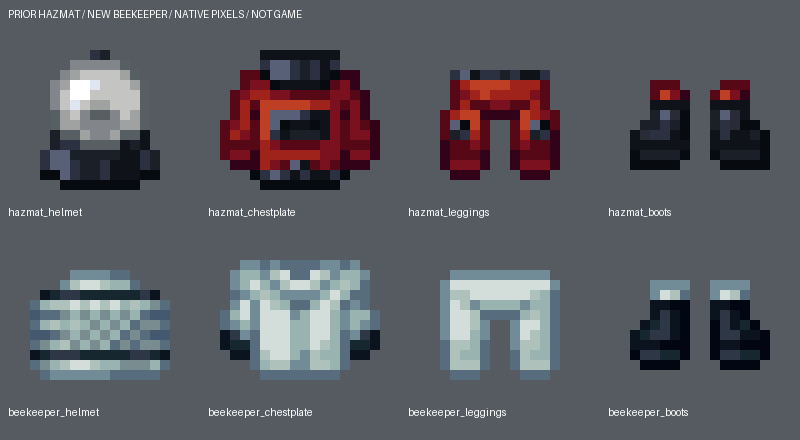 PRIOR HAZMAT / NEW BEEKEEPER / NATIVE PIXELS / NOT GAME
hazmat_helmet
hazmat_chestplate
hazmat_leggings
hazmat_boots
beekeeper_helmet
beekeeper_chestplate
beekeeper_leggings
beekeeper_boots